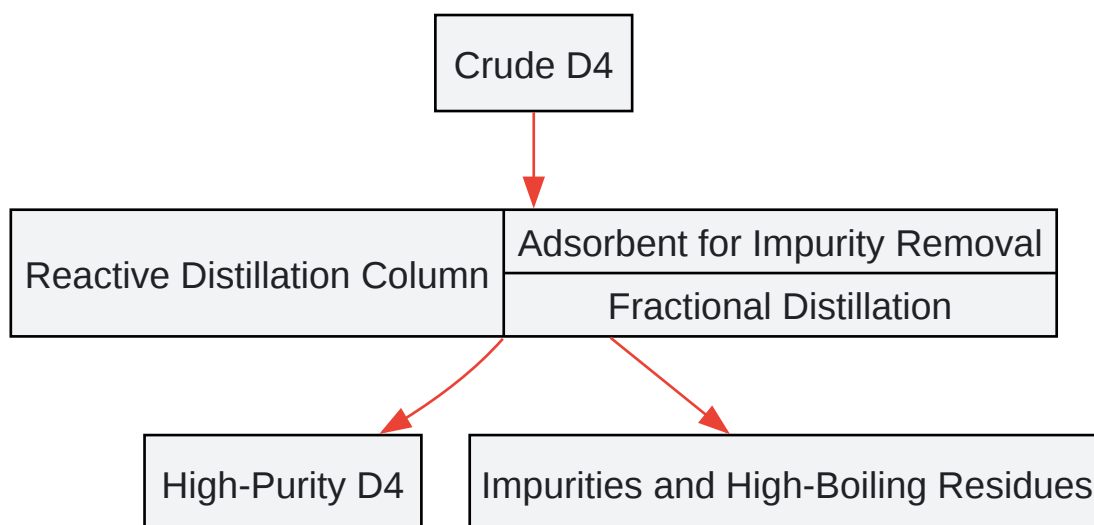 Crude D4
Reactive Distillation Column
Adsorbent for Impurity Removal
Fractional Distillation
High-Purity D4
Impurities and High-Boiling Residues